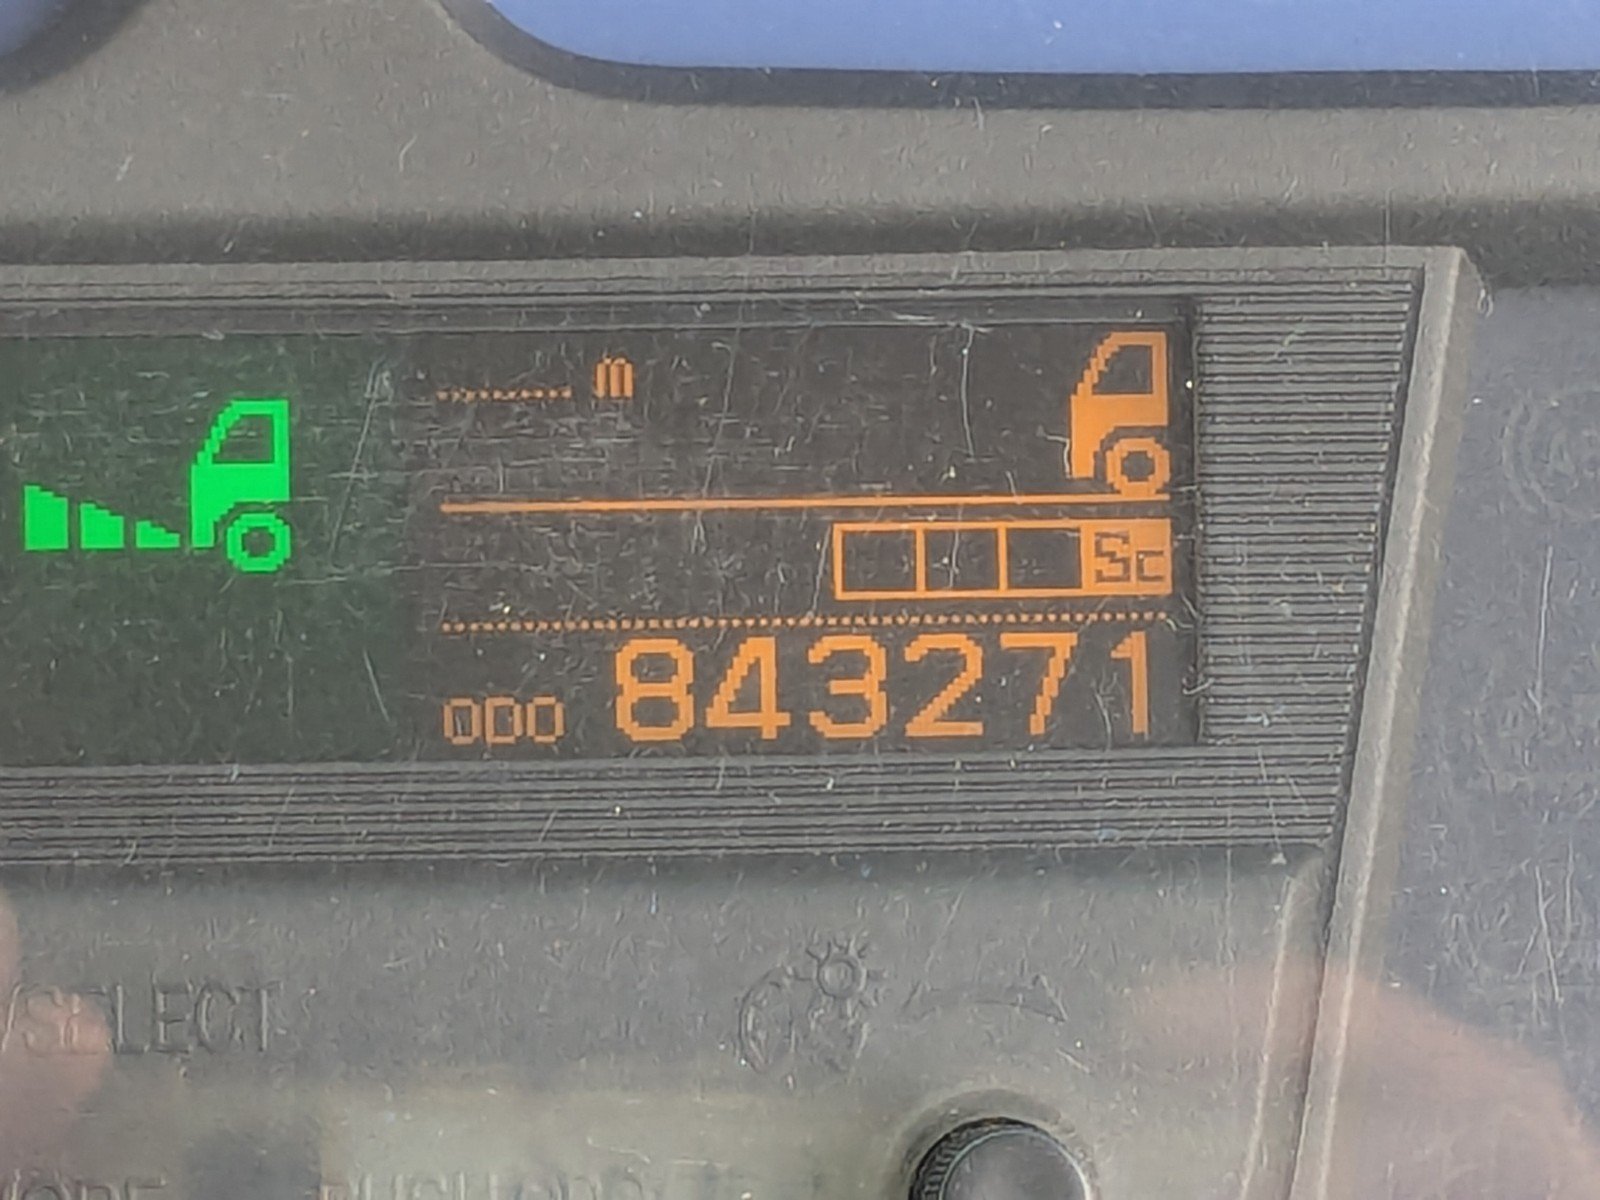 m
Sc
ODO 843271
/SELECT